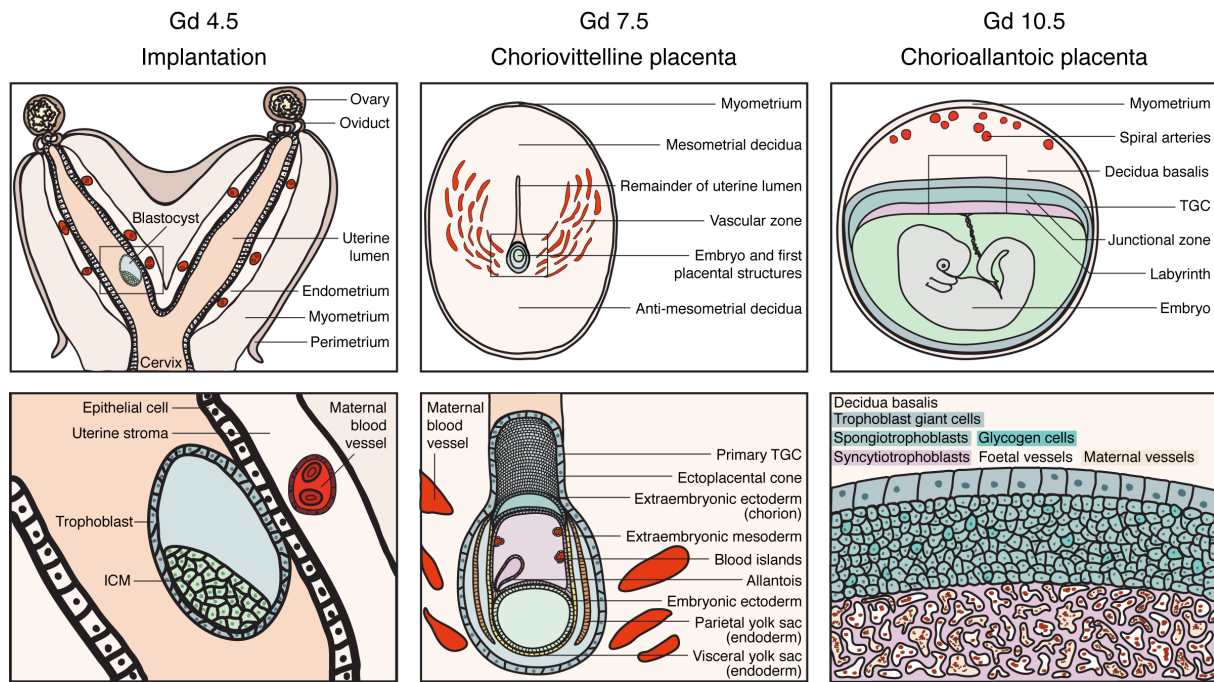 Gd 4.5
Implantation
Ovary
Oviduct
Blastocyst
Uterine
lumen
Endometrium
Myometrium
Perimetrium
Cervix
Epithelial cell
Uterine stroma
Maternal
blood
vessel
Trophoblast
ICM
Gd 7.5
Choriovittelline placenta
Myometrium
Mesometrial decidua
Remainder of uterine lumen
Vascular zone
Embryo and first
placental structures
Anti-mesometrial decidua
Maternal
blood
vessel
Primary TGC
Ectoplacental cone
Extraembryonic ectoderm
(chorion)
Extraembryonic mesoderm
Blood islands
Allantois
Embryonic ectoderm
Parietal yolk sac
(endoderm)
Visceral yolk sac
(endoderm)
Gd 10.5
Chorioallantoic placenta
Myometrium
Spiral arteries
Decidua basalis
TGC
Junctional zone
Labyrinth
Embryo
Decidua basalis
Trophoblast giant cells
Spongiotrophoblasts Glycogen cells
Syncytiotrophoblasts Foetal vessels Maternal vessels